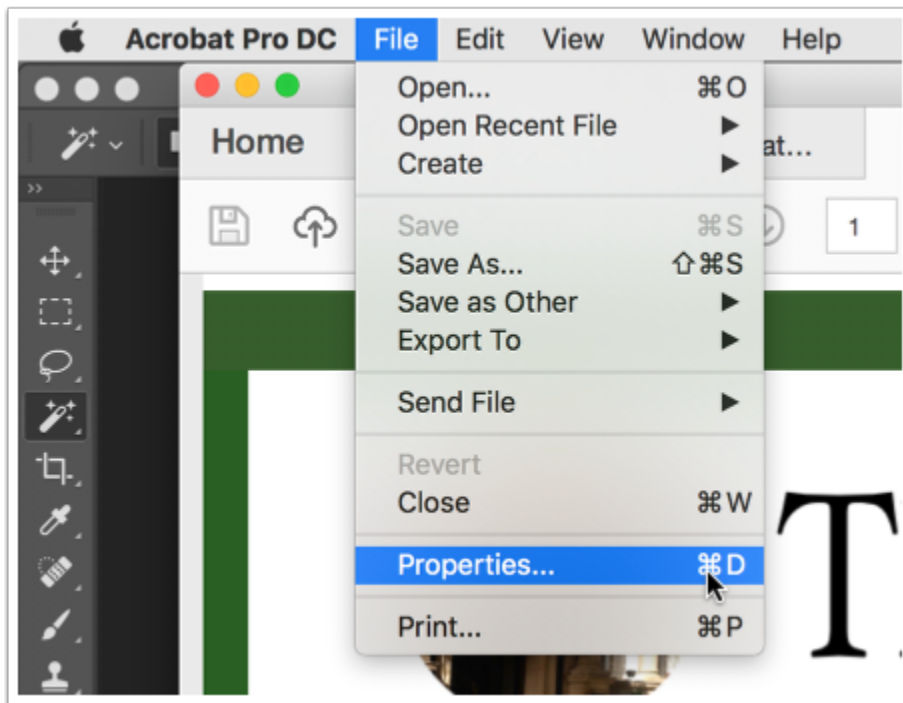 Acrobat Pro DC File Edit View Window Help
Home
at...
1
Open... ⌘O
Open Recent File ▶
Create ▶
Save ⌘S
Save As... ⇧⌘S
Save as Other ▶
Export To ▶
Send File ▶
Revert
Close ⌘W
Properties... ⌘D
Print... ⌘P
T